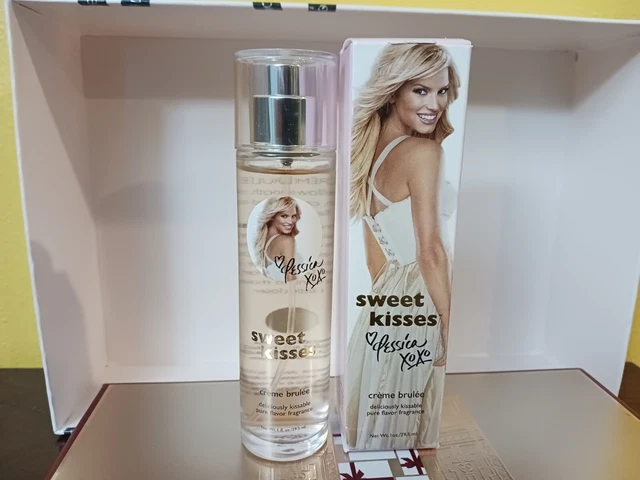 Jessica
XOXO
sweet
kisses
crème brulée
deliciously kissable
pure flavor fragrance
sweet
kisses
Jessica
XOXO
crème brulée
deliciously kissable
pure flavor fragrance